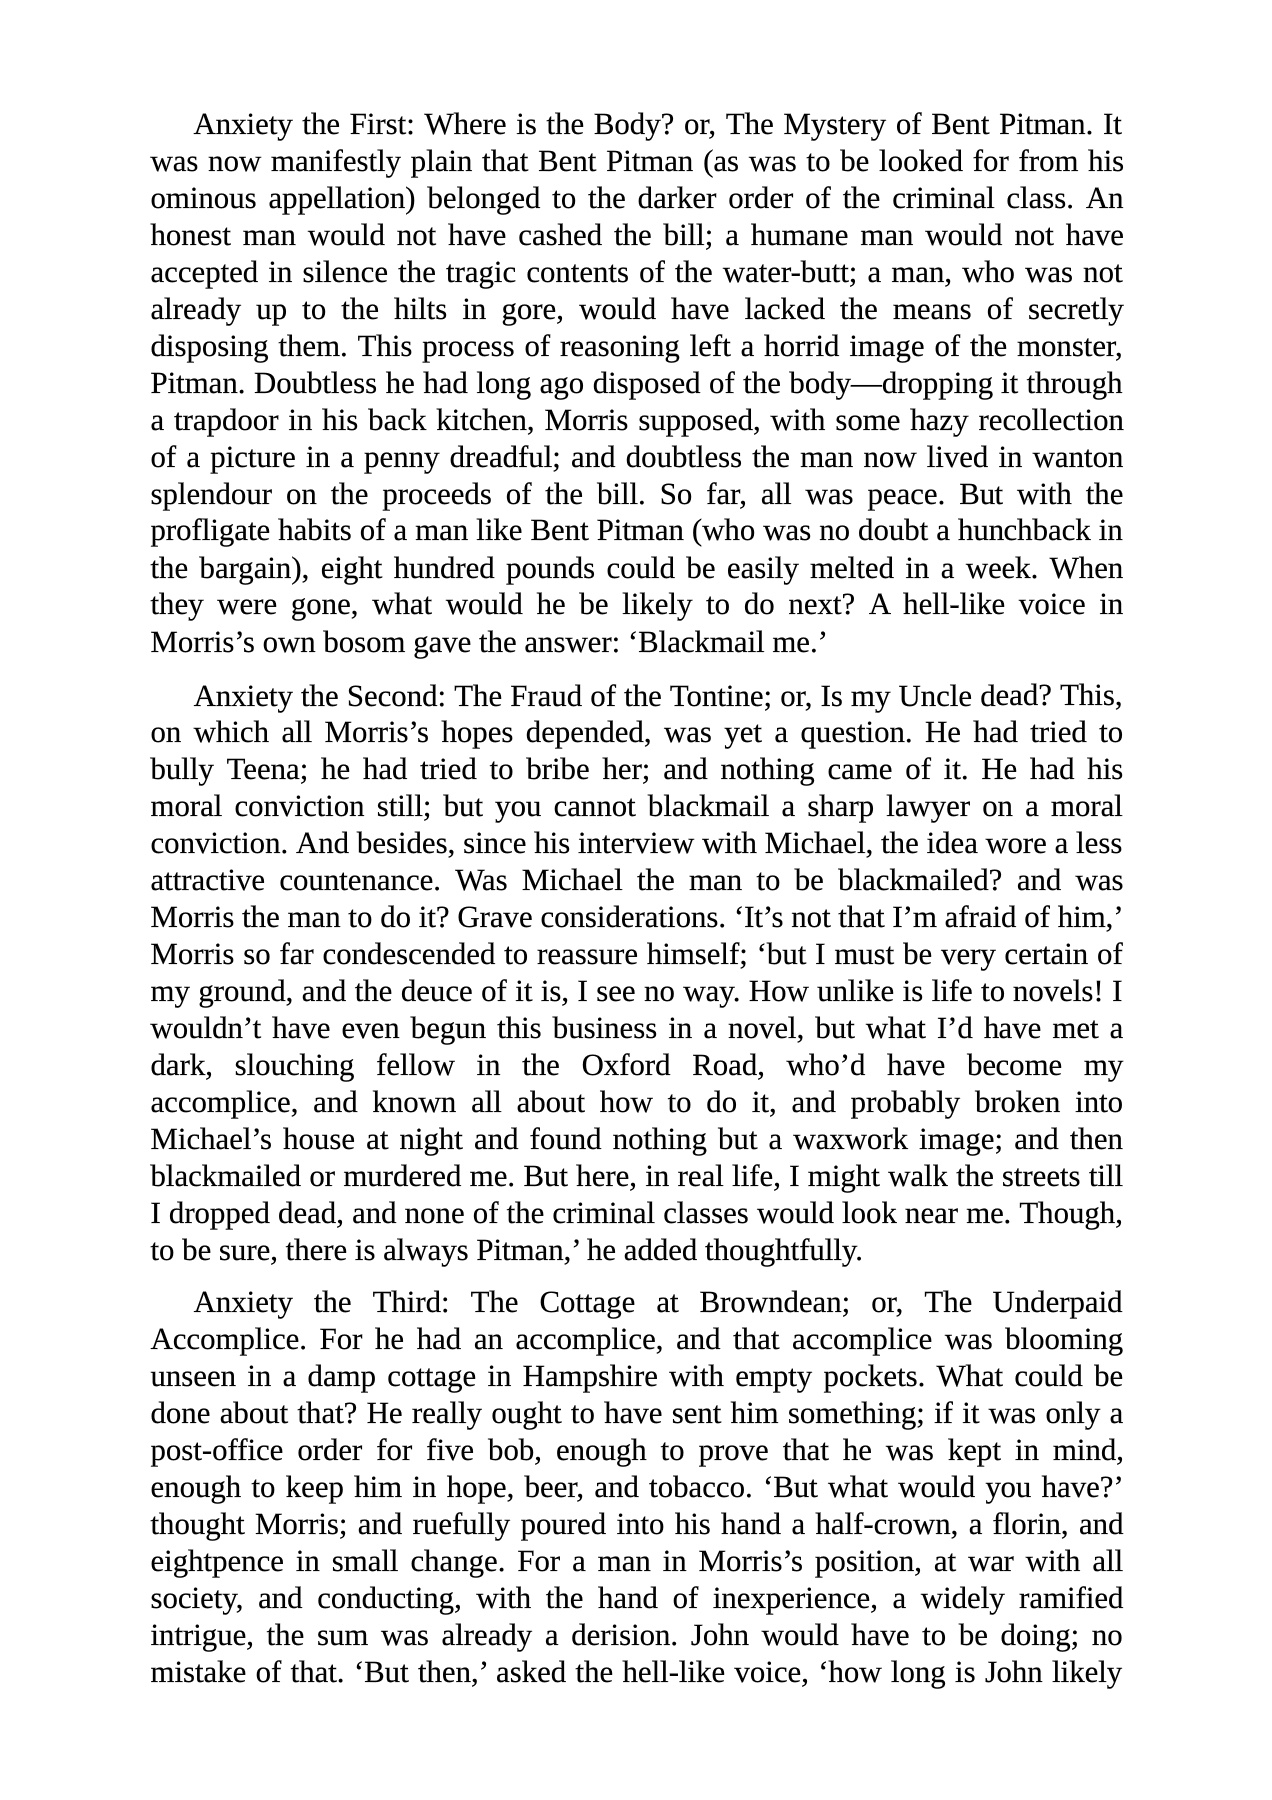 Anxiety the First: Where is the Body? or, The Mystery of Bent Pitman. It
was now manifestly plain that Bent Pitman (as was to be looked for from his
ominous appellation) belonged to the darker order of the criminal class. An
honest man would not have cashed the bill; a humane man would not have
accepted in silence the tragic contents of the water-butt; a man, who was not
already up to the hilts in gore, would have lacked the means of secretly
disposing them. This process of reasoning left a horrid image of the monster,
Pitman. Doubtless he had long ago disposed of the body—dropping it through
a trapdoor in his back kitchen, Morris supposed, with some hazy recollection
of a picture in a penny dreadful; and doubtless the man now lived in wanton
splendour on the proceeds of the bill. So far, all was peace. But with the
profligate habits of a man like Bent Pitman (who was no doubt a hunchback in
the bargain), eight hundred pounds could be easily melted in a week. When
they were gone, what would he be likely to do next? A hell-like voice in
Morris’s own bosom gave the answer: ‘Blackmail me.’
Anxiety the Second: The Fraud of the Tontine; or, Is my Uncle dead? This,
on which all Morris’s hopes depended, was yet a question. He had tried to
bully Teena; he had tried to bribe her; and nothing came of it. He had his
moral conviction still; but you cannot blackmail a sharp lawyer on a moral
conviction. And besides, since his interview with Michael, the idea wore a less
attractive countenance. Was Michael the man to be blackmailed? and was
Morris the man to do it? Grave considerations. ‘It’s not that I’m afraid of him,’
Morris so far condescended to reassure himself; ‘but I must be very certain of
my ground, and the deuce of it is, I see no way. How unlike is life to novels! I
wouldn’t have even begun this business in a novel, but what I’d have met a
dark, slouching fellow in the Oxford Road, who’d have become my
accomplice, and known all about how to do it, and probably broken into
Michael’s house at night and found nothing but a waxwork image; and then
blackmailed or murdered me. But here, in real life, I might walk the streets till
I dropped dead, and none of the criminal classes would look near me. Though,
to be sure, there is always Pitman,’ he added thoughtfully.
Anxiety the Third: The Cottage at Browndean; or, The Underpaid
Accomplice. For he had an accomplice, and that accomplice was blooming
unseen in a damp cottage in Hampshire with empty pockets. What could be
done about that? He really ought to have sent him something; if it was only a
post-office order for five bob, enough to prove that he was kept in mind,
enough to keep him in hope, beer, and tobacco. ‘But what would you have?’
thought Morris; and ruefully poured into his hand a half-crown, a florin, and
eightpence in small change. For a man in Morris’s position, at war with all
society, and conducting, with the hand of inexperience, a widely ramified
intrigue, the sum was already a derision. John would have to be doing; no
mistake of that. ‘But then,’ asked the hell-like voice, ‘how long is John likely